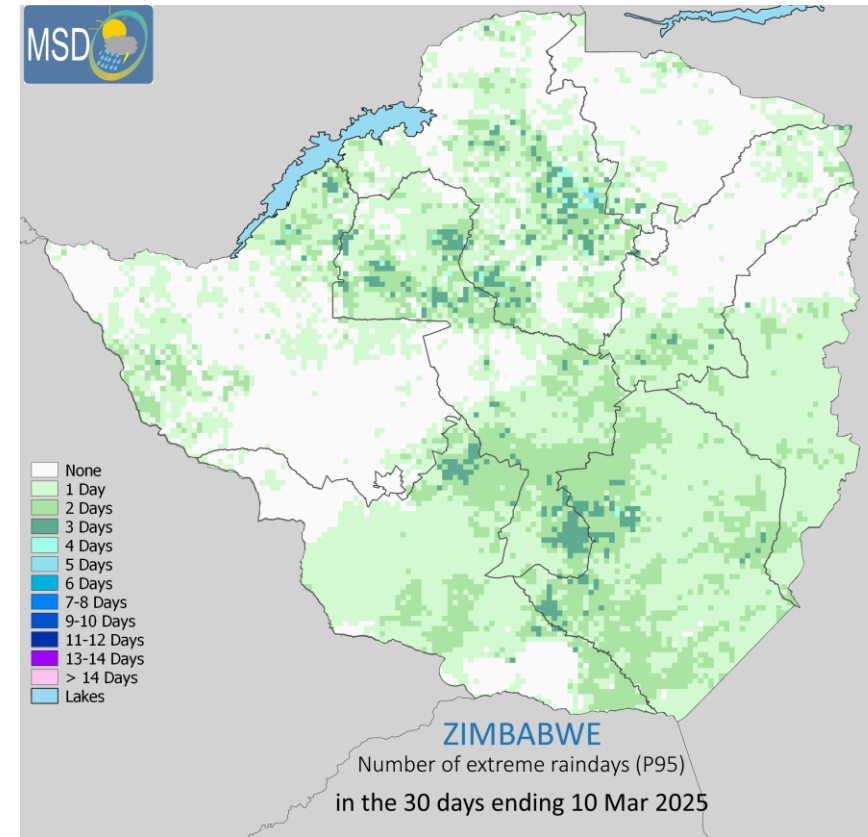 MSD
None
1 Day
2 Days
3 Days
4 Days
5 Days
6 Days
7-8 Days
9-10 Days
11-12 Days
13-14 Days
> 14 Days
Lakes
ZIMBABWE
Number of extreme raindays (P95)
in the 30 days ending 10 Mar 2025